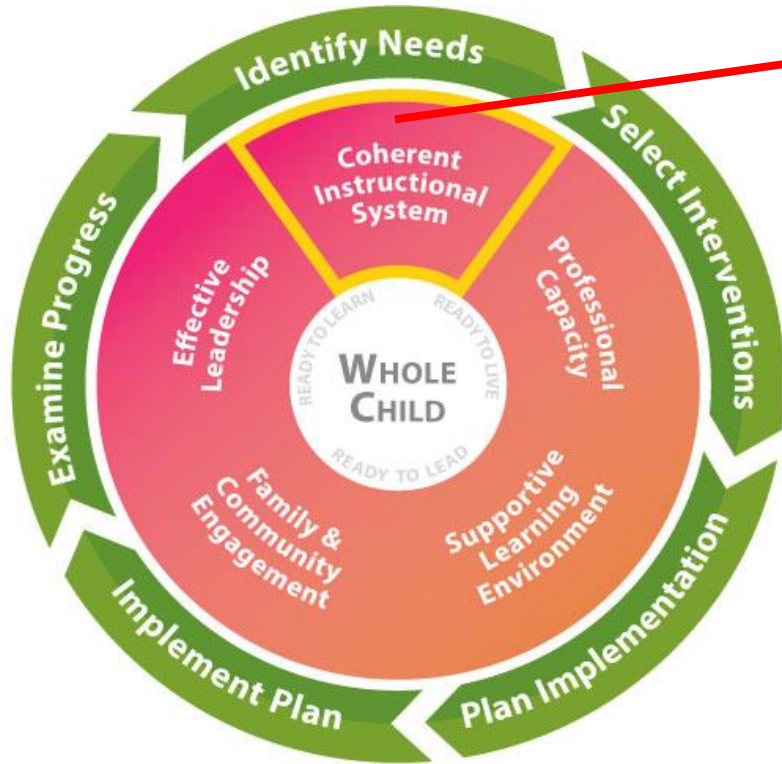 Identify Needs
Select Interventions
Plan Implementation
Implement Plan
Examine Progress
Coherent
Instructional
System
Professional
Capacity
Supportive
Learning
Environment
Family &
Community
Engagement
Effective
Leadership
READY TO LEARN
READY TO LIVE
READY TO LEAD
WHOLE
CHILD